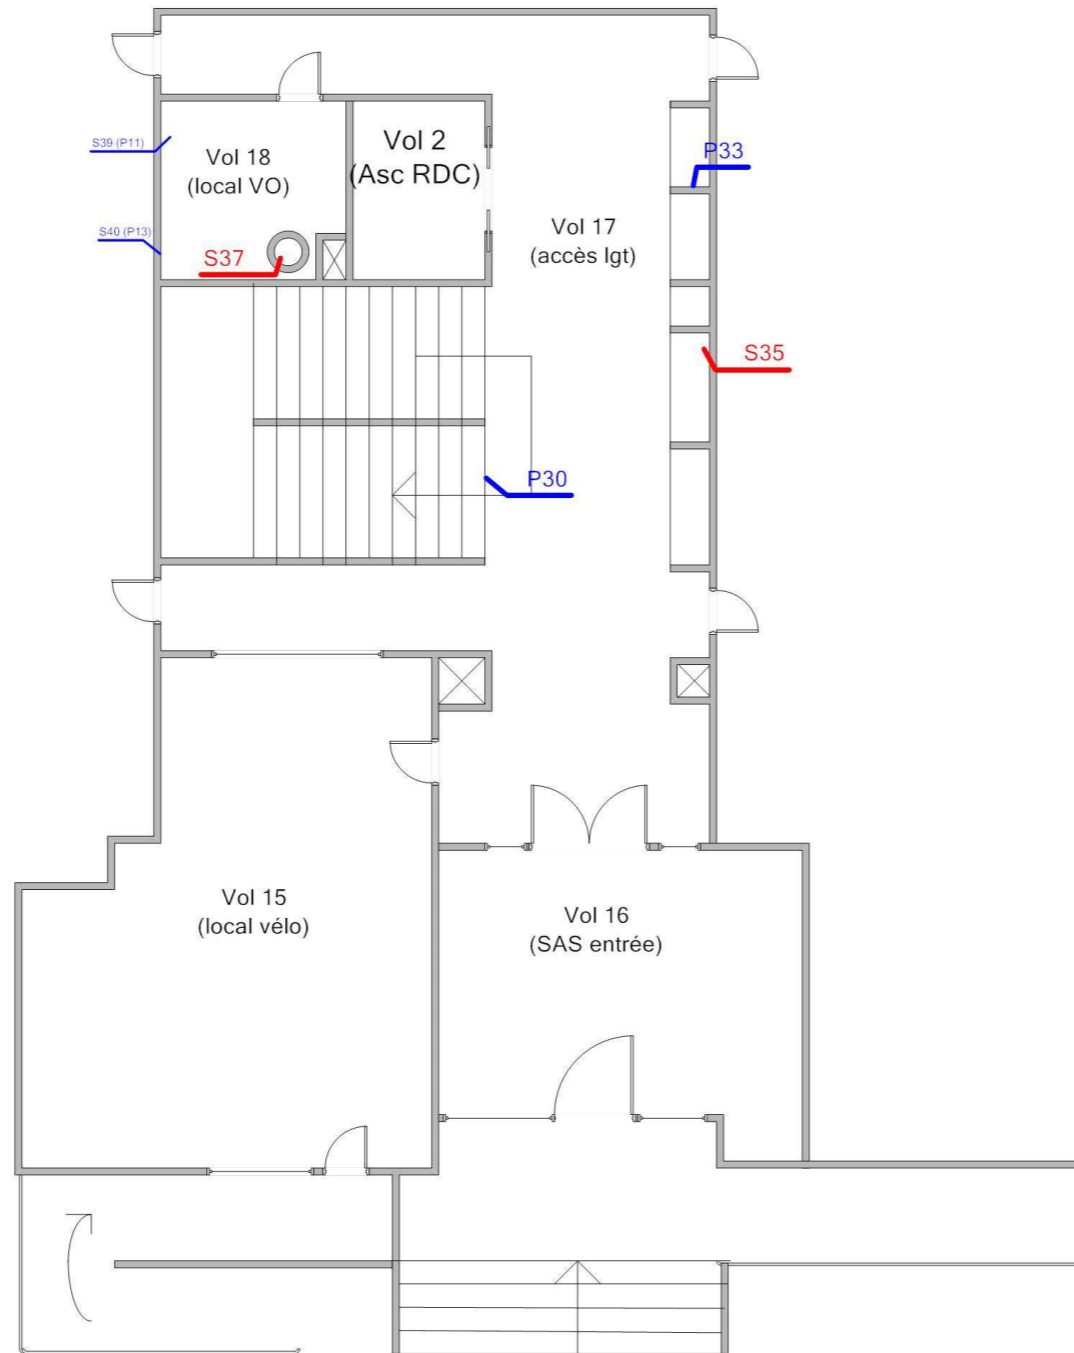 S39 (P11)
Vol 18
(local VO)
Vol 2
(Asc RDC)
P33
S40 (P13)
S37
Vol 17
(accès lgt)
S35
P30
Vol 15
(local vélo)
Vol 16
(SAS entrée)